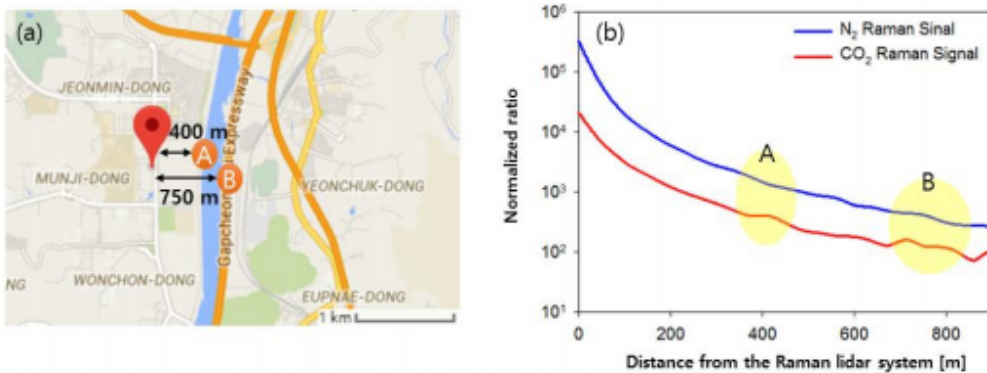 (a)
JEONMIN-DONG
400 m
A
MUNJI-DONG
B
750 m
Gapcheon Expressway
YEONCHUK-DONG
NG
WONCHON-DONG
EUPNAE-DONG
1 km
(b)
N2 Raman Sinal
CO2 Raman Signal
Normalized ratio
10^6
10^5
10^4
10^3
10^2
10^1
A
B
0
200
400
600
800
Distance from the Raman lidar system [m]